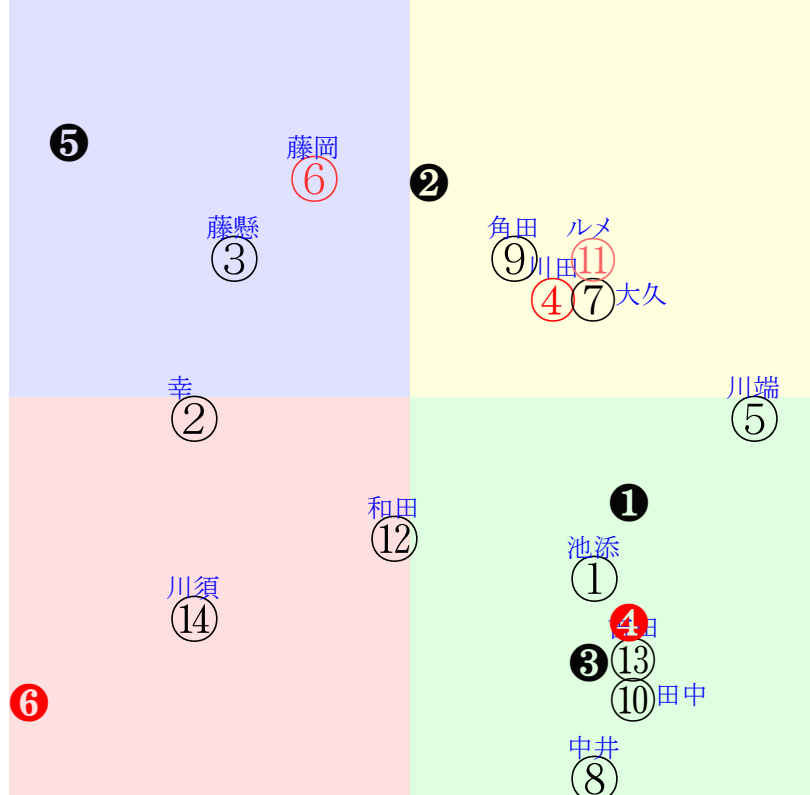 ❺
藤岡
⑥
❷
藤懸
③
角田
⑨
ルメ
⑪
川田
④
⑦
大久
幸
②
川端
⑤
❶
和田
⑫
池添
①
川須
⑭
❹
田
⑬
❸
⑩
田中
❻
中井
⑧